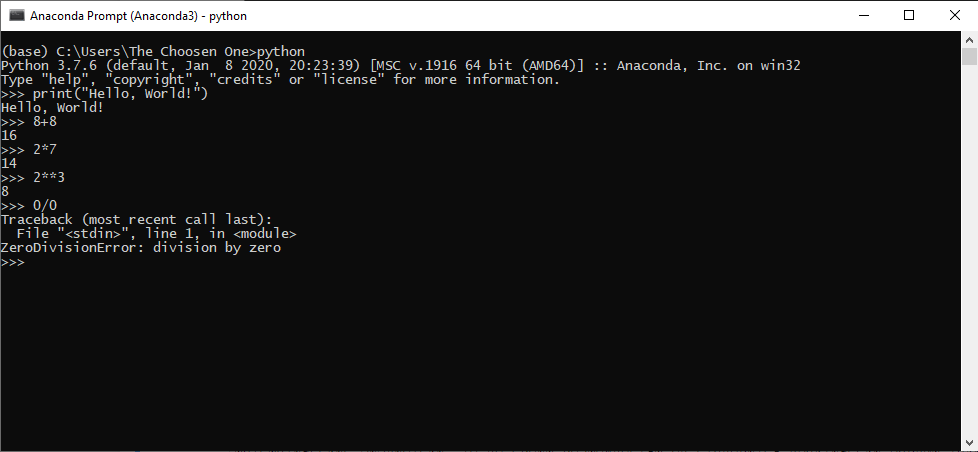 Anaconda Prompt (Anaconda3) - python
(base) C:\Users\The Choosen One>python
Python 3.7.6 (default, Jan  8 2020, 20:23:39) [MSC v.1916 64 bit (AMD64)] :: Anaconda, Inc. on win32
Type "help", "copyright", "credits" or "license" for more information.
>>> print("Hello, World!")
Hello, World!
>>> 8+8
16
>>> 2*7
14
>>> 2**3
8
>>> 0/0
Traceback (most recent call last):
  File "<stdin>", line 1, in <module>
ZeroDivisionError: division by zero
>>>